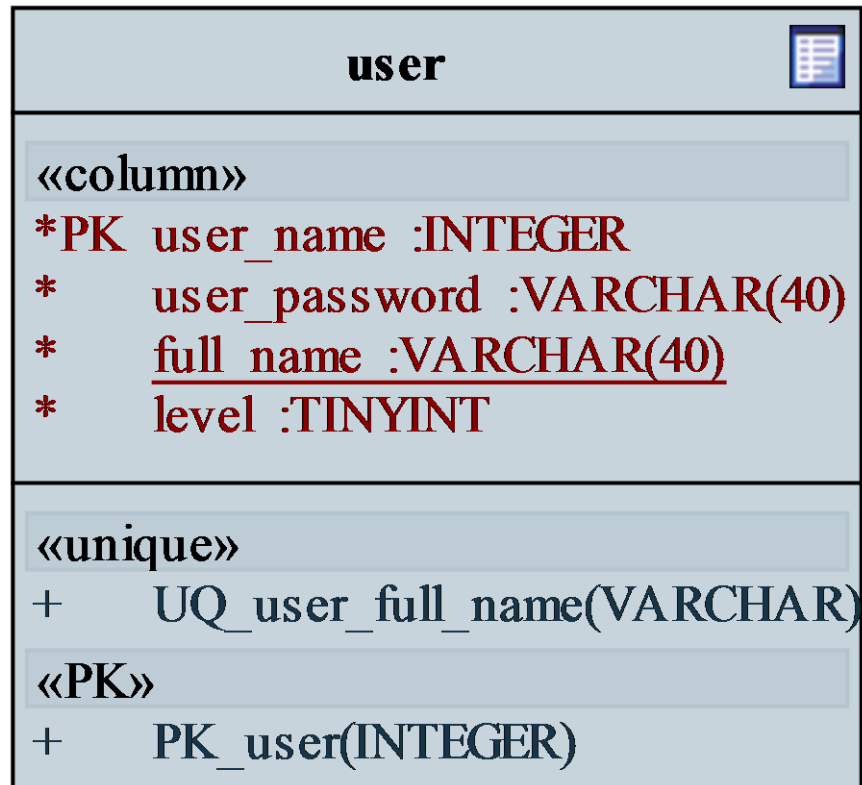 user
«column»
*PK user_name :INTEGER
* user_password :VARCHAR(40)
* full_name :VARCHAR(40)
* level :TINYINT
«unique»
+ UQ_user_full_name(VARCHAR)
«PK»
+ PK_user(INTEGER)